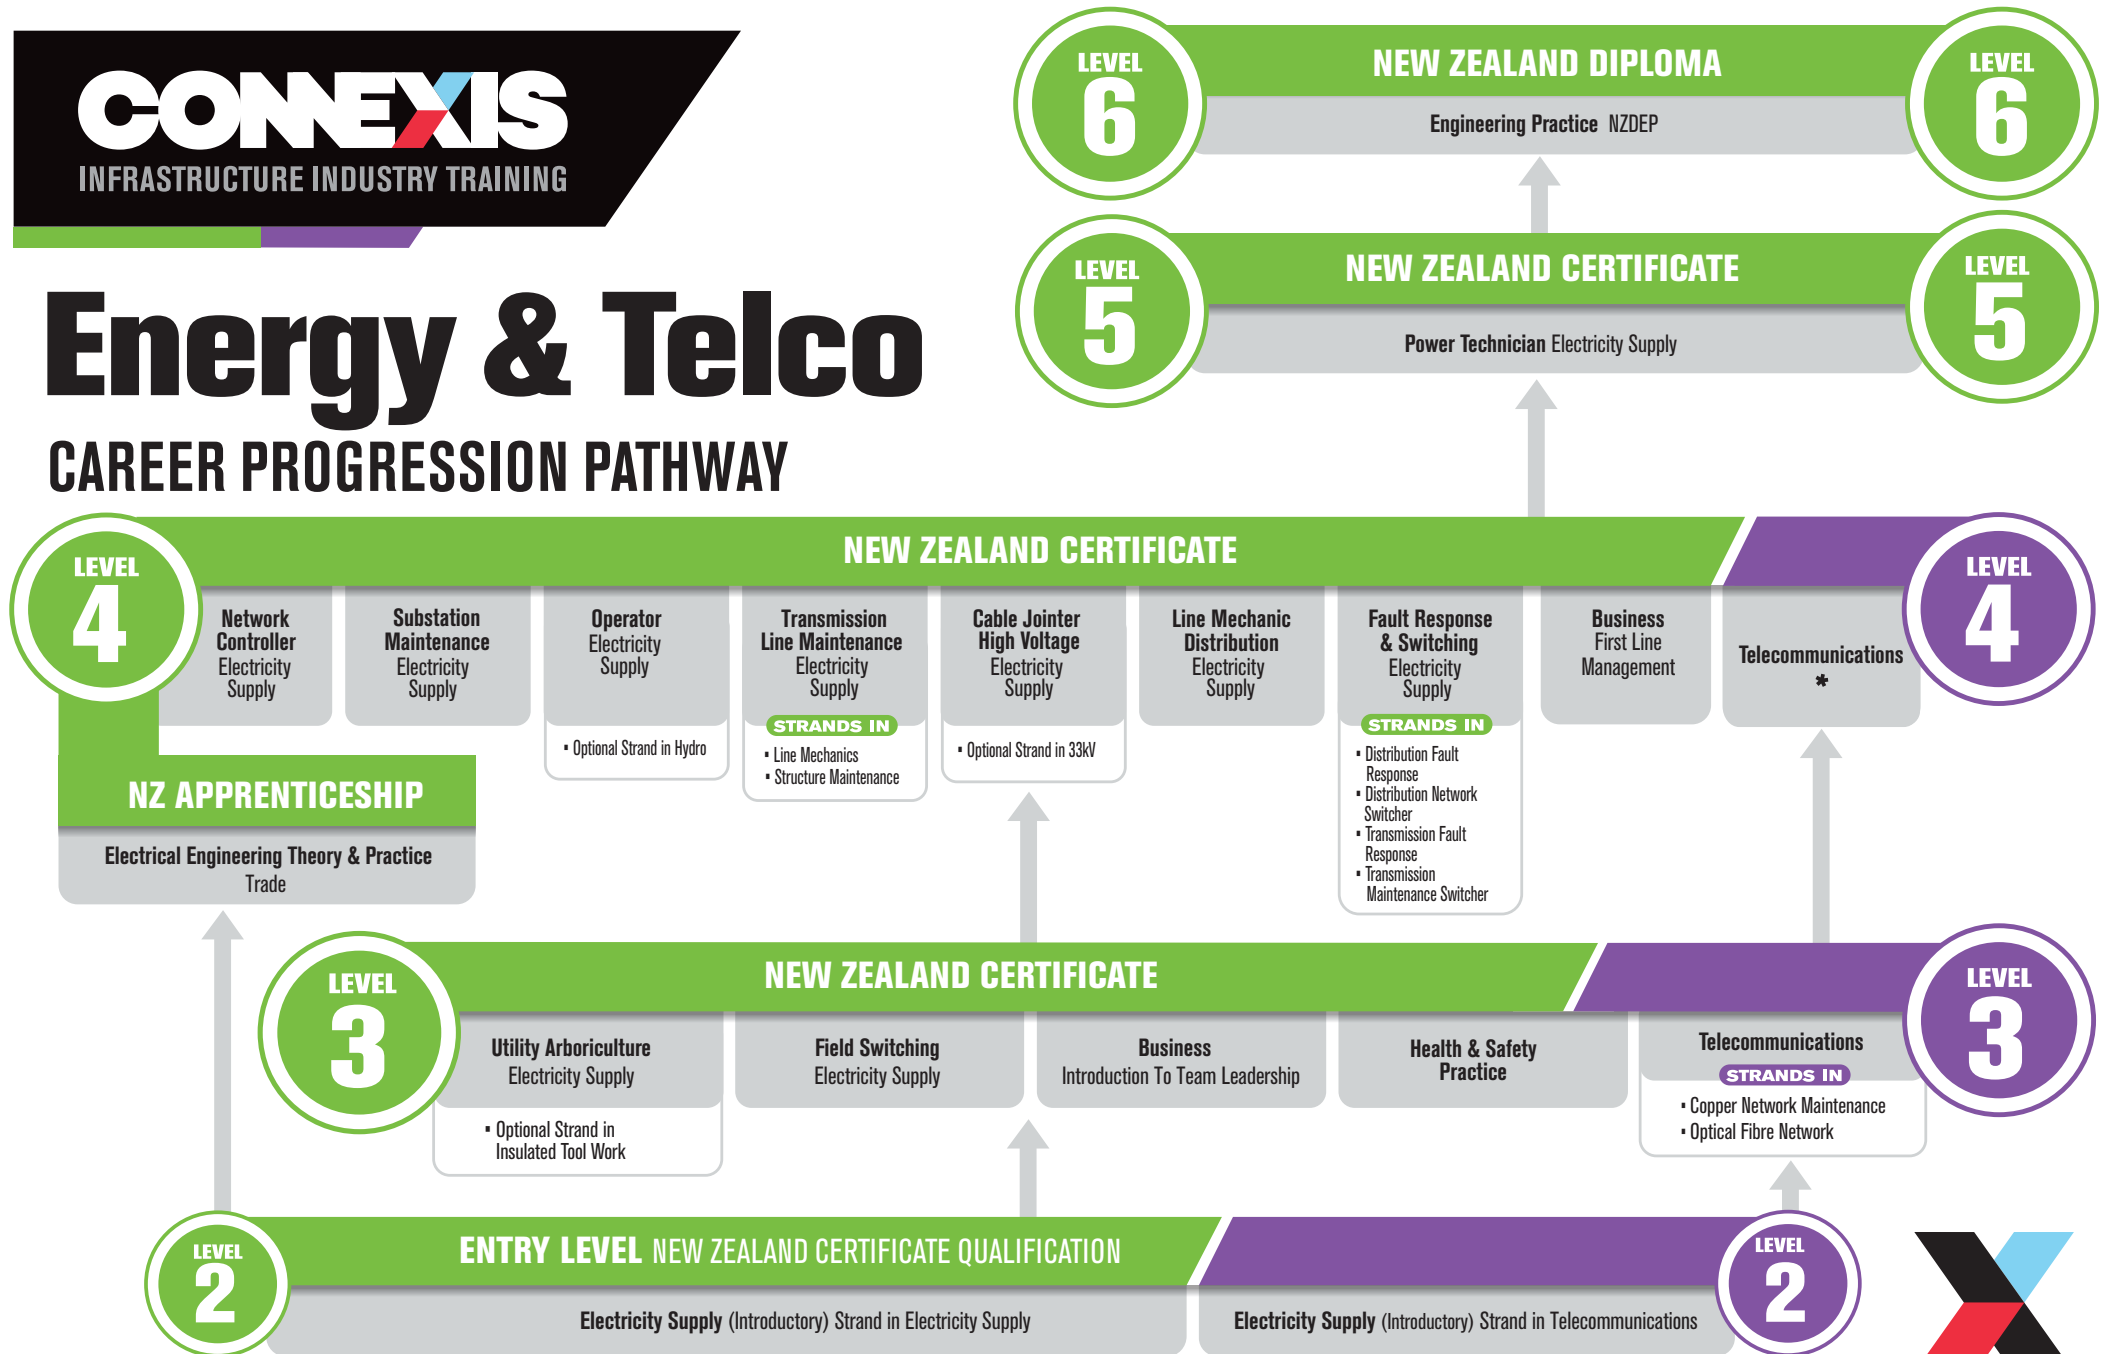 CONNEXIS
INFRASTRUCTURE INDUSTRY TRAINING
Energy & Telco
CAREER PROGRESSION PATHWAY
LEVEL
6
NEW ZEALAND DIPLOMA
Engineering Practice NZDEP
LEVEL
6
LEVEL
5
NEW ZEALAND CERTIFICATE
Power Technician Electricity Supply
LEVEL
5
LEVEL
4
NEW ZEALAND CERTIFICATE
LEVEL
4
Network
Controller
Electricity
Supply
Substation
Maintenance
Electricity
Supply
Operator
Electricity
Supply
▪ Optional Strand in Hydro
Transmission
Line Maintenance
Electricity
Supply
STRANDS IN
▪ Line Mechanics
▪ Structure Maintenance
Cable Jointer
High Voltage
Electricity
Supply
▪ Optional Strand in 33kV
Line Mechanic
Distribution
Electricity
Supply
Fault Response
& Switching
Electricity
Supply
STRANDS IN
▪ Distribution Fault
Response
▪ Distribution Network
Switcher
▪ Transmission Fault
Response
▪ Transmission
Maintenance Switcher
Business
First Line
Management
Telecommunications
*
NZ APPRENTICESHIP
Electrical Engineering Theory & Practice
Trade
LEVEL
3
NEW ZEALAND CERTIFICATE
LEVEL
3
Utility Arboriculture
Electricity Supply
▪ Optional Strand in
Insulated Tool Work
Field Switching
Electricity Supply
Business
Introduction To Team Leadership
Health & Safety
Practice
Telecommunications
STRANDS IN
▪ Copper Network Maintenance
▪ Optical Fibre Network
LEVEL
2
ENTRY LEVEL NEW ZEALAND CERTIFICATE QUALIFICATION
LEVEL
2
Electricity Supply (Introductory) Strand in Electricity Supply
Electricity Supply (Introductory) Strand in Telecommunications